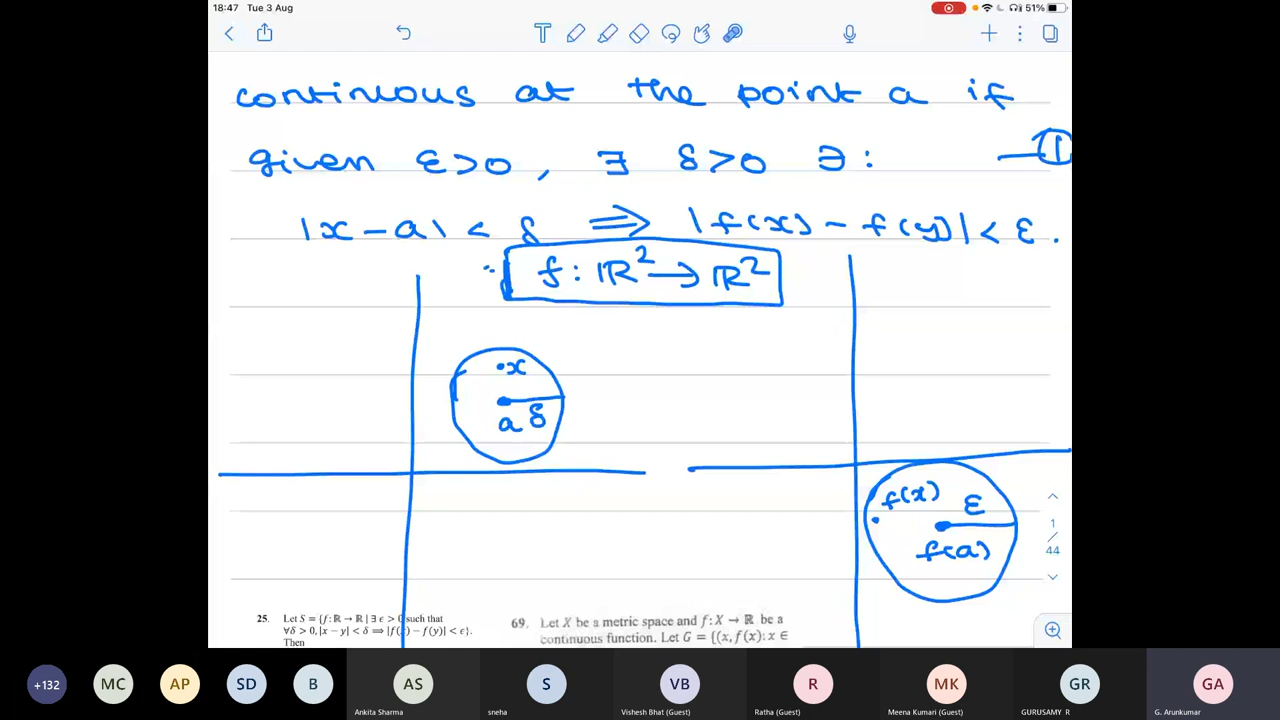 18:47 Tue 3 Aug
51%
continuous at the point a if
given ε>0, ∃ δ>0 ∋: —①
|x - a| < δ ⟹ |f(x) - f(y)| < ε.
f: ℝ² → ℝ²
x
a δ
f(x) ε
f(a)
1
/
44
25. Let S = {f: ℝ → ℝ | ∃ ϵ > 0 such that
∀δ > 0, |x − y| < δ ⟹ |f(x) − f(y)| < ϵ}.
Then
69. Let X be a metric space and f: X → ℝ be a
continuous function. Let G = {(x, f(x): x ∈
+132
MC
AP
SD
B
AS
Ankita Sharma
S
sneha
VB
Vishesh Bhat (Guest)
R
Ratha (Guest)
MK
Meena Kumari (Guest)
GR
GURUSAMY R
GA
G. Arunkumar